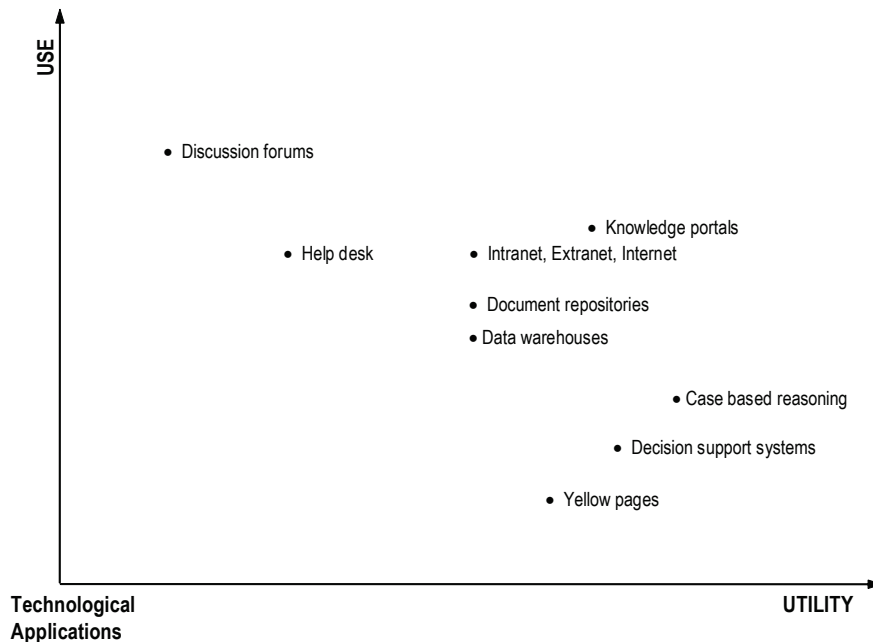 USE
Discussion forums
Knowledge portals
Help desk
Intranet, Extranet, Internet
Document repositories
Data warehouses
Case based reasoning
Decision support systems
Yellow pages
Technological
Applications
UTILITY